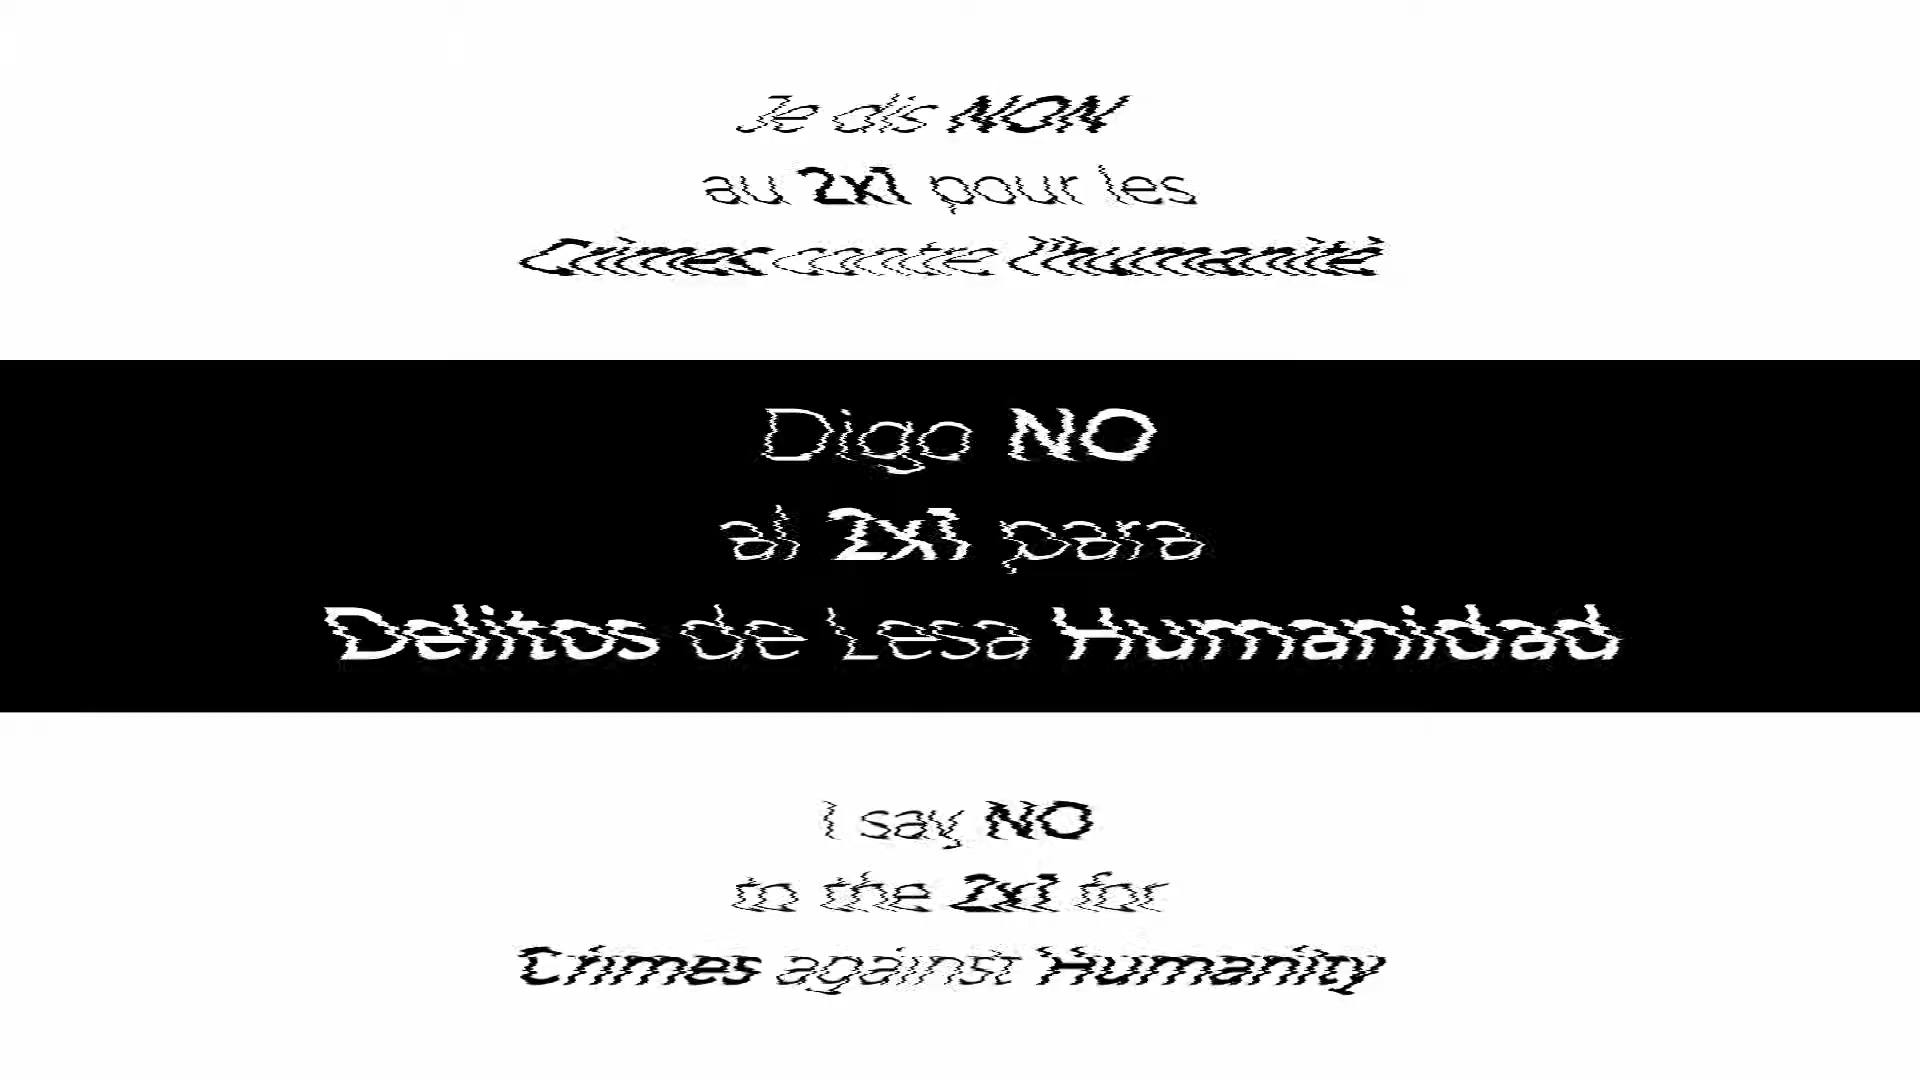 Je dis NON
au 2x1 pour les
Crimes contre l'humanité
Digo NO
al 2x1 para
Delitos de Lesa Humanidad
I say NO
to the 2x1 for
Crimes against Humanity